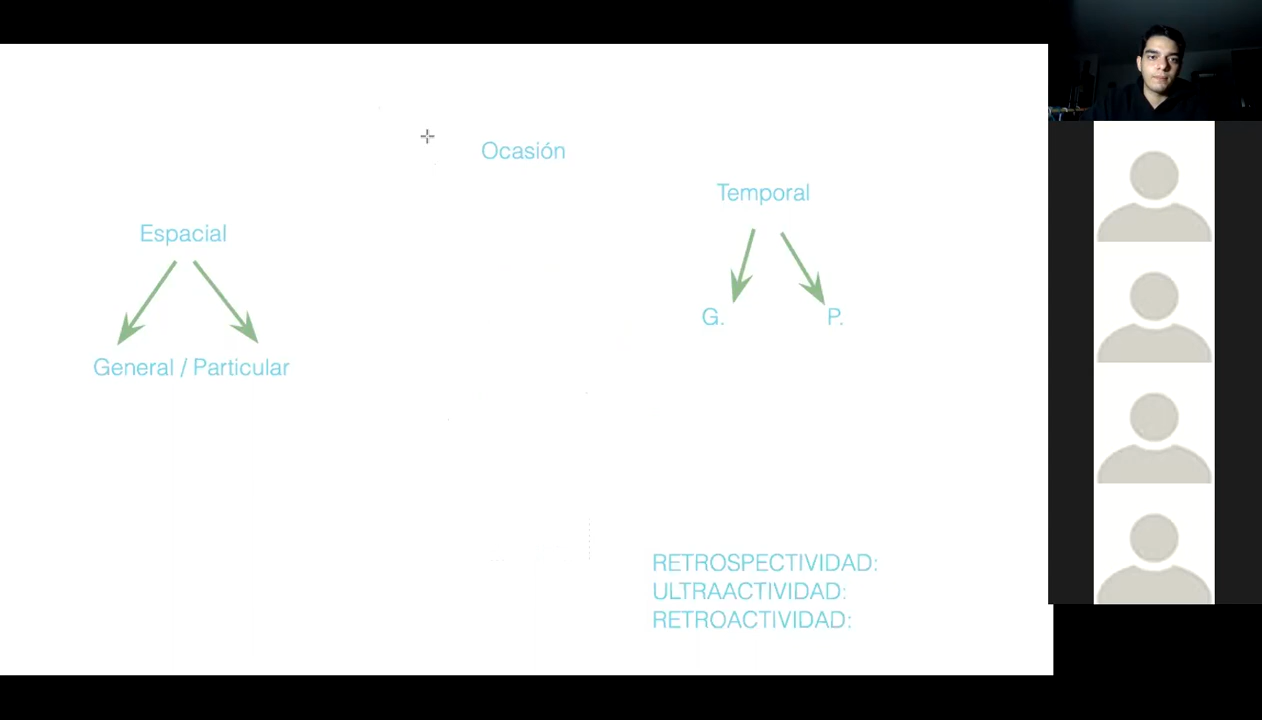 Ocasión
Temporal
Espacial
G.
P.
General / Particular
RETROSPECTIVIDAD:
ULTRAACTIVIDAD:
RETROACTIVIDAD: